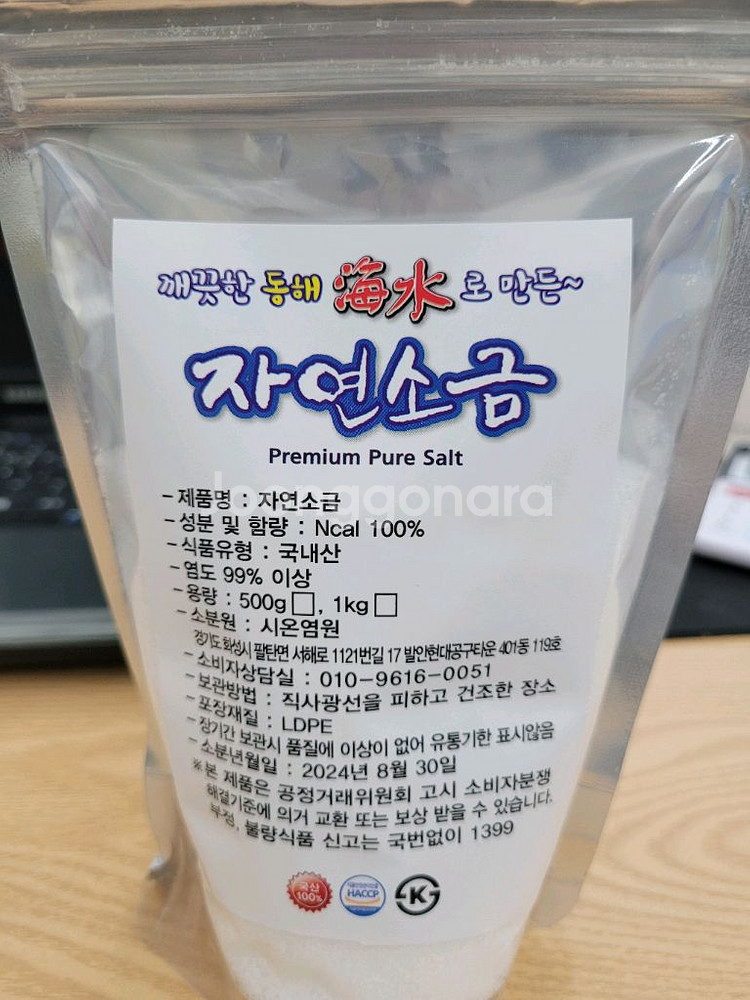 깨끗한 동해 海水로 만든~
자연소금
Premium Pure Salt
joonggonara
- 제품명 : 자연소금
- 성분 및 함량 : Ncal 100%
- 식품유형 : 국내산
- 염도 99% 이상
- 용량 : 500g□, 1kg□
- 소분원 : 시온염원
경기도 화성시 팔탄면 서해로 1121번길 17 발안현대공구타운 401동 119호
- 소비자상담실 : 010-9616-0051
- 보관방법 : 직사광선을 피하고 건조한 장소
- 포장재질 : LDPE
- 장기간 보관시 품질에 이상이 없어 유통기한 표시않음
- 소분년월일 : 2024년 8월 30일
※본 제품은 공정거래위원회 고시 소비자분쟁
해결기준에 의거 교환 또는 보상 받을 수 있습니다.
부정, 불량식품 신고는 국번없이 1399
국산
100%
HACCP
K